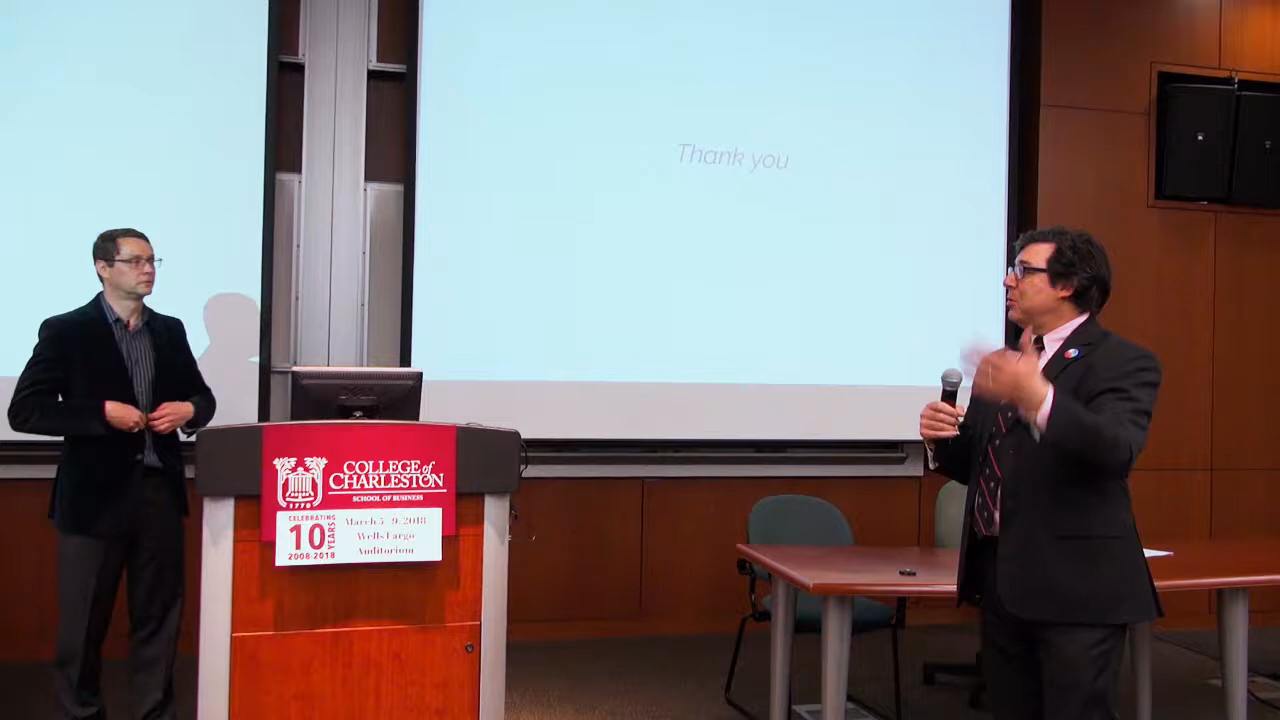 Thank you
COLLEGE of
CHARLESTON
SCHOOL OF BUSINESS
1770
CELEBRATING
10 YEARS
2008-2018
March 5-9, 2018
Wells Fargo
Auditorium